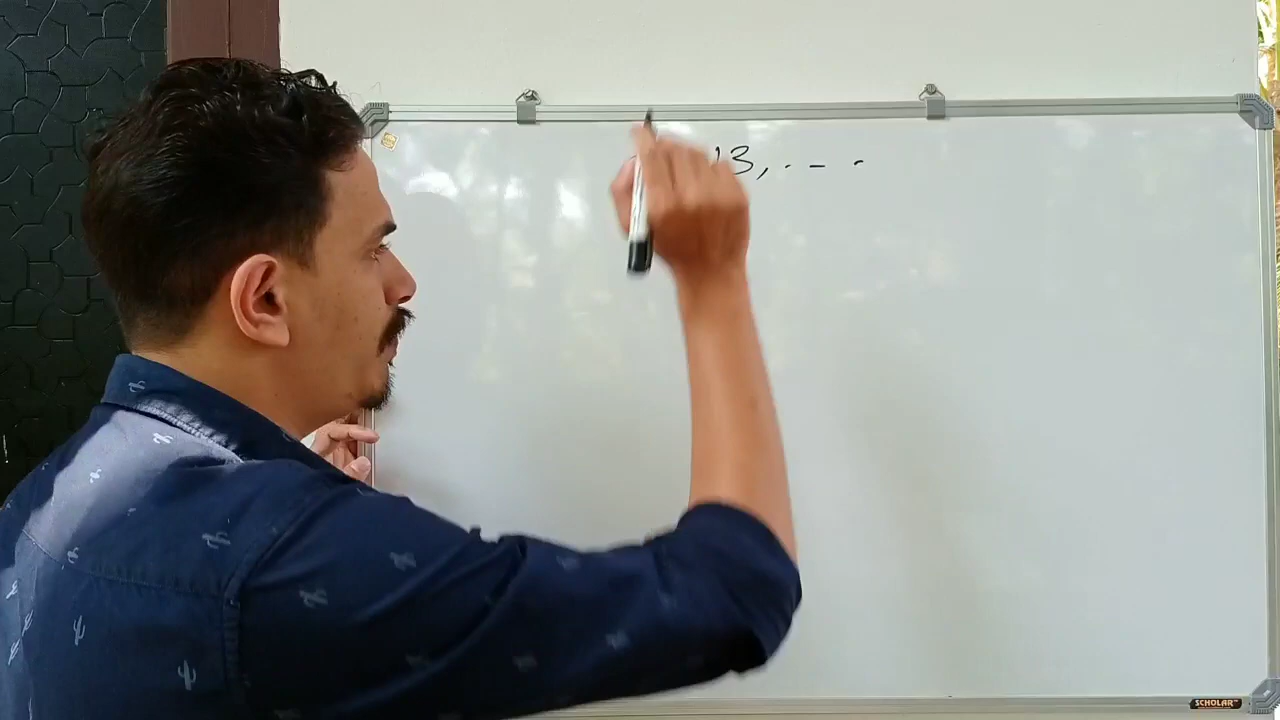 13, . - .
SCHOLAR